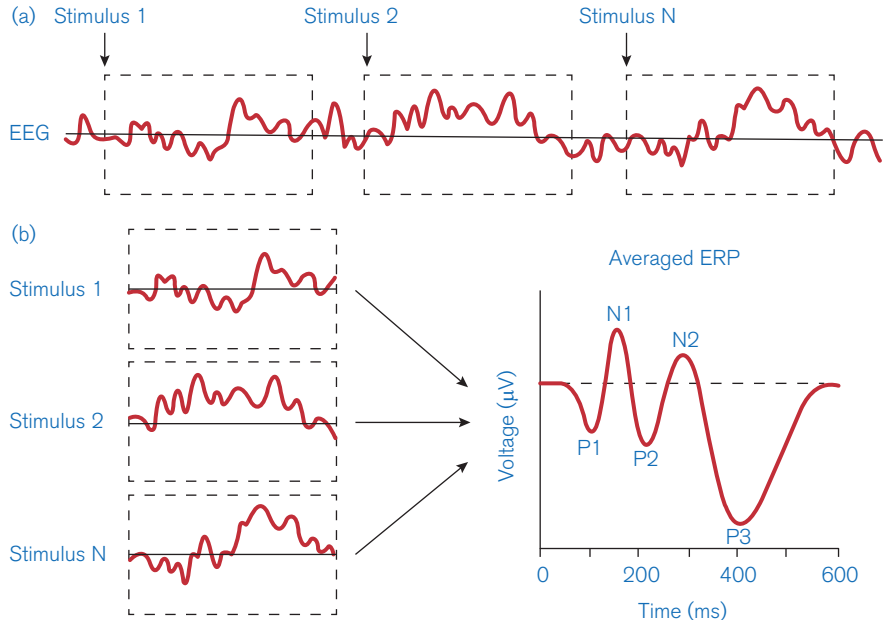 (a) Stimulus 1 Stimulus 2 Stimulus N
EEG
(b)
Stimulus 1
Stimulus 2
Stimulus N
Averaged ERP
N1
N2
P1
P2
P3
Voltage (μV)
0 200 400 600
Time (ms)